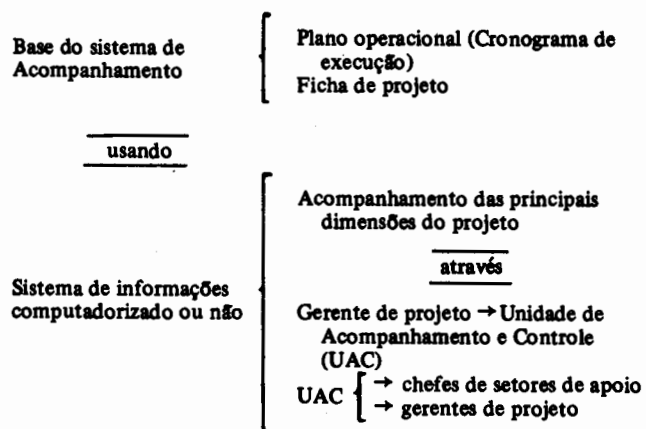 Base do sistema de
Acompanhamento
Plano operacional (Cronograma de
execução)
Ficha de projeto
usando
Sistema de informações
computadorizado ou não
Acompanhamento das principais
dimensões do projeto
através
Gerente de projeto → Unidade de
Acompanhamento e Controle
(UAC)
UAC
→ chefes de setores de apoio
→ gerentes de projeto